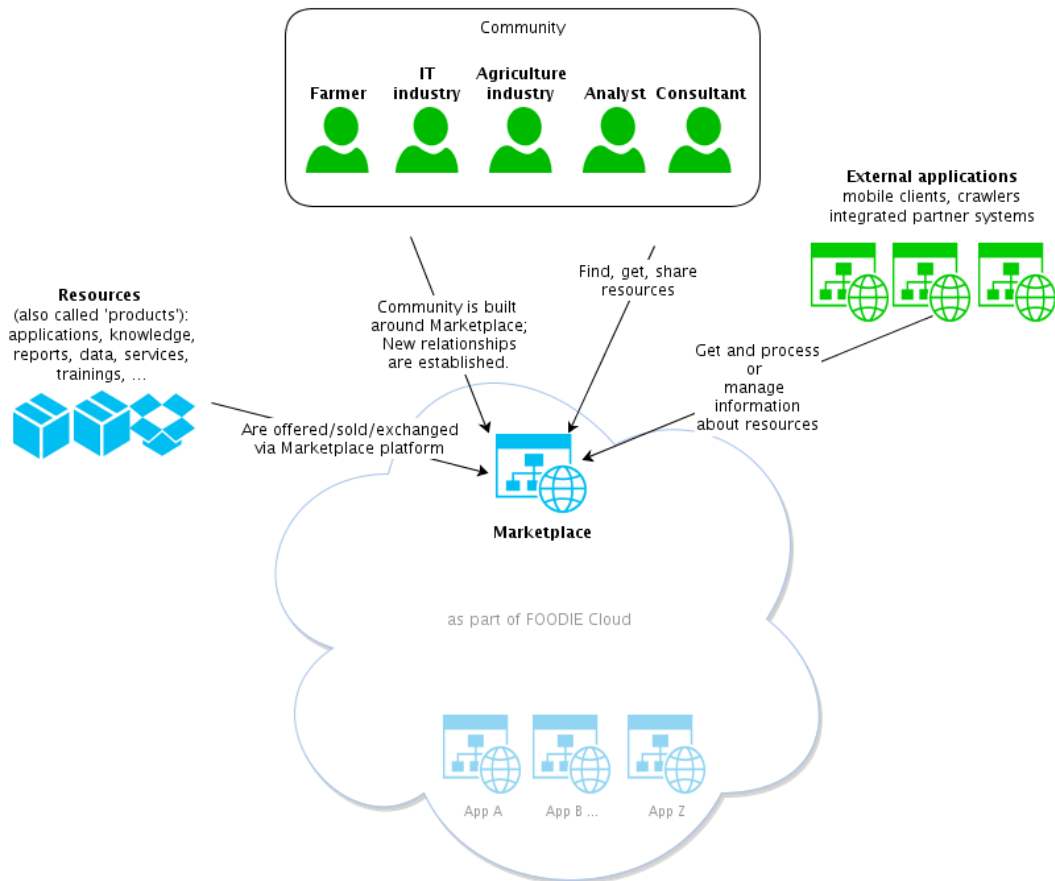 Community
Farmer
IT
industry
Agriculture
industry
Analyst
Consultant
External applications
mobile clients, crawlers
integrated partner systems
Resources
(also called 'products'):
applications, knowledge,
reports, data, services,
trainings, ...
Community is built
around Marketplace;
New relationships
are established.
Find, get, share
resources
Get and process
or
manage
information
about resources
Are offered/sold/exchanged
via Marketplace platform
Marketplace
as part of FOODIE Cloud
App A
App B ...
App Z